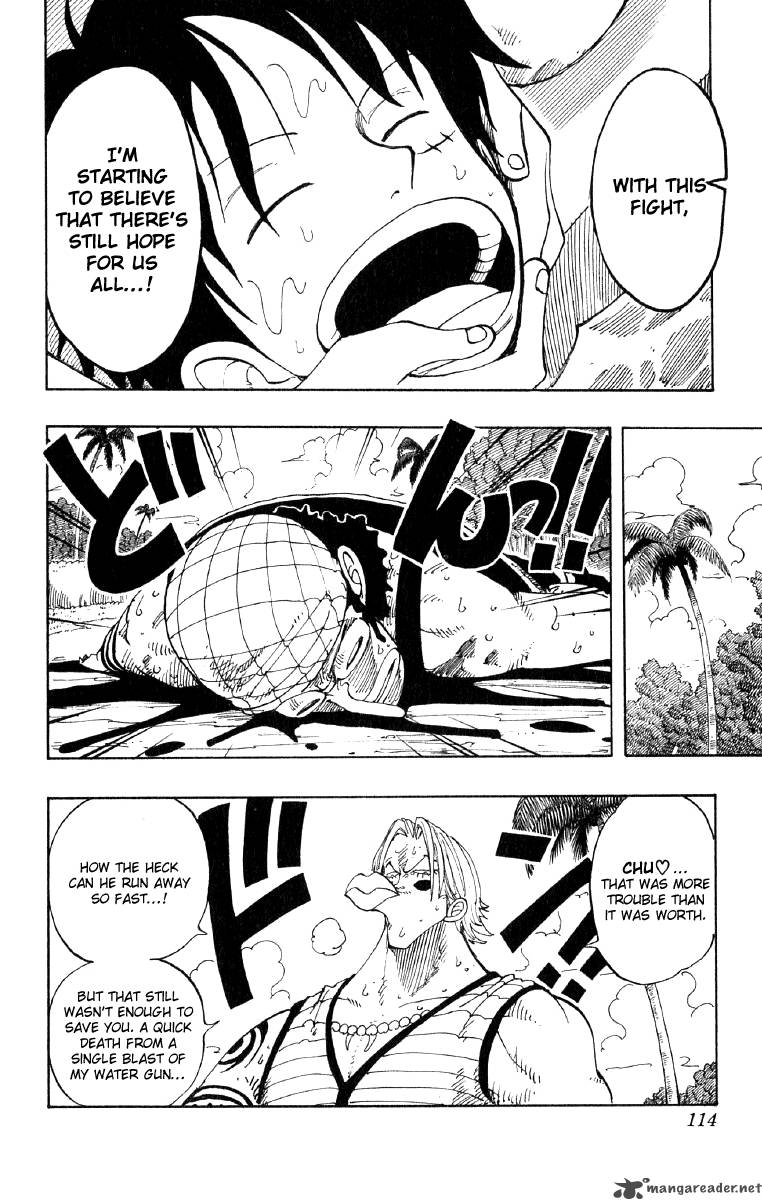 WITH THIS
FIGHT,
I'M
STARTING
TO BELIEVE
THAT THERE'S
STILL HOPE
FOR US
ALL...!
どんっ!!
CHU♡...
THAT WAS MORE
TROUBLE THAN
IT WAS WORTH.
ドン!!
HOW THE HECK
CAN HE RUN AWAY
SO FAST...!
BUT THAT STILL
WASN'T ENOUGH TO
SAVE YOU. A QUICK
DEATH FROM A
SINGLE BLAST OF
MY WATER GUN...
114
mangareader.net